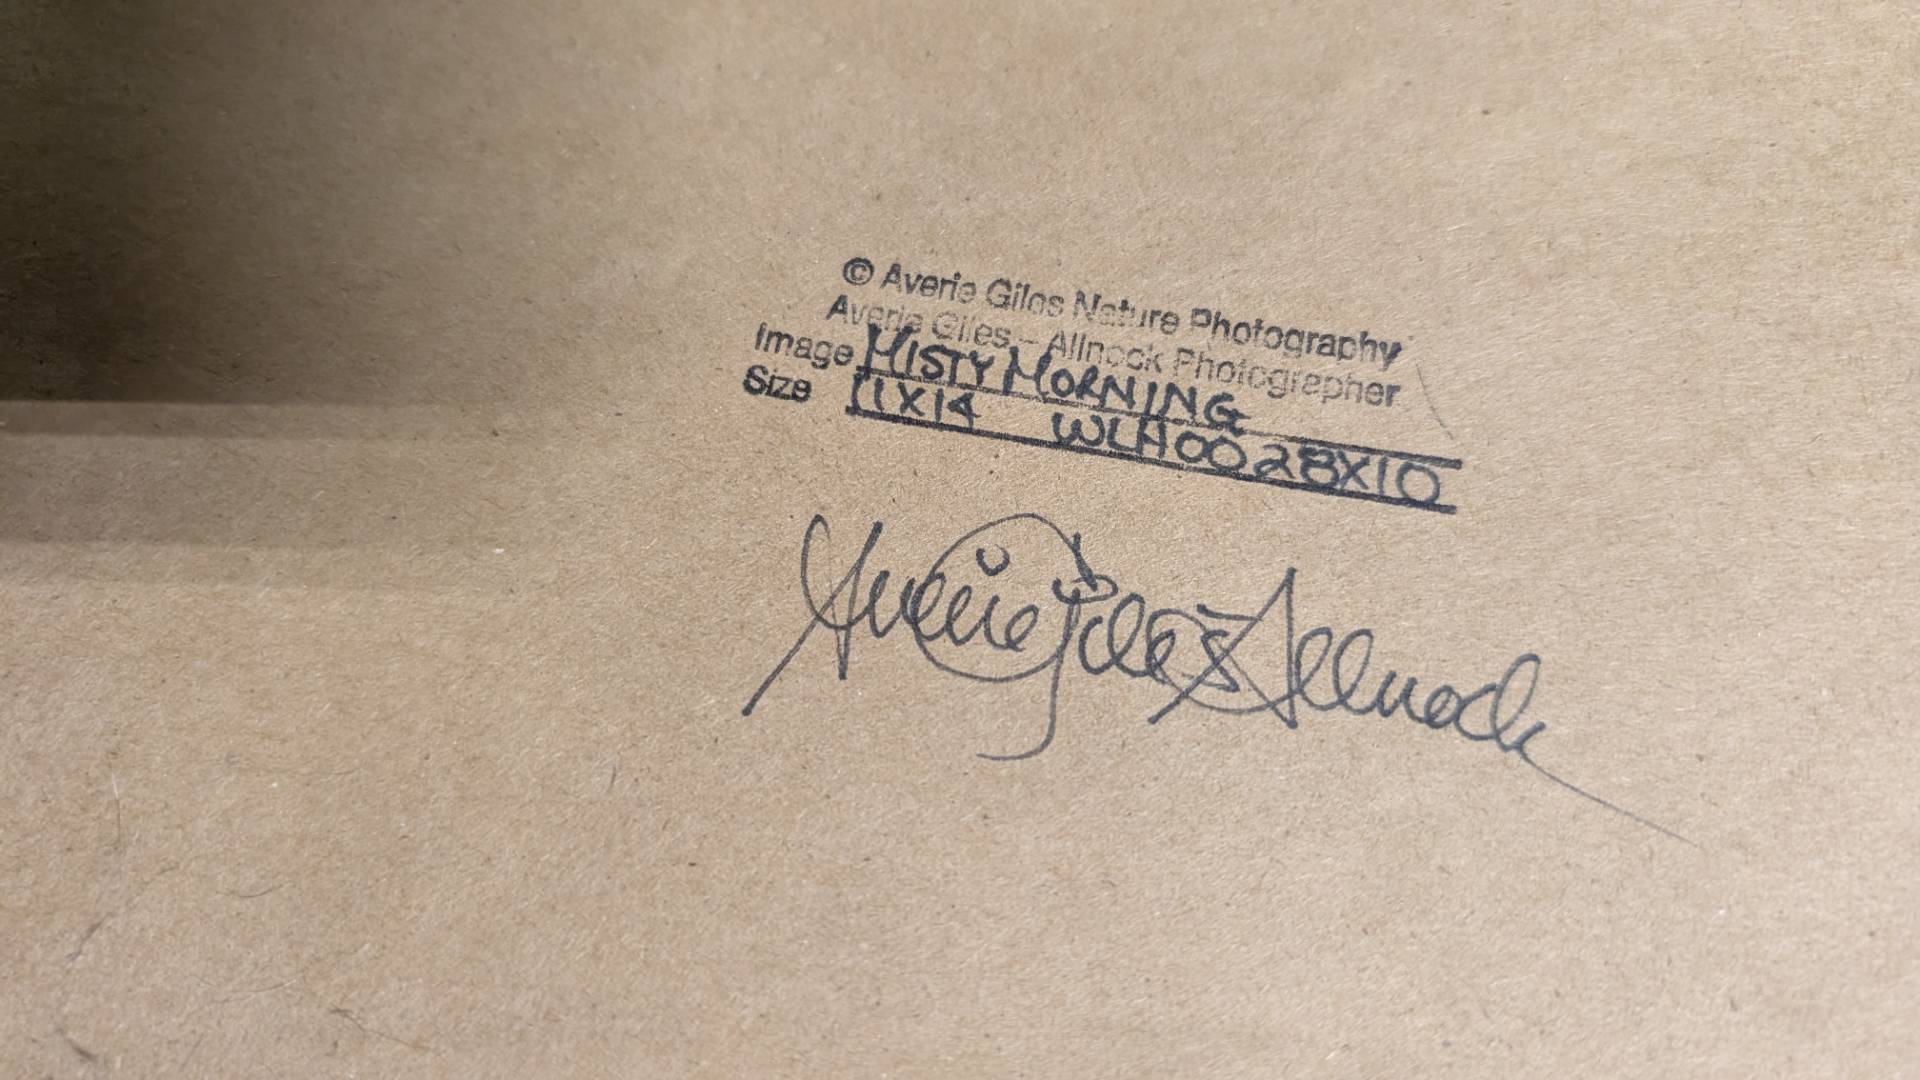 © Averie Giles Nature Photography
Averie Giles - Allnock Photographer
Image MISTY MORNING
Size 11X14 WLH0028X10
Averie Giles Allnock